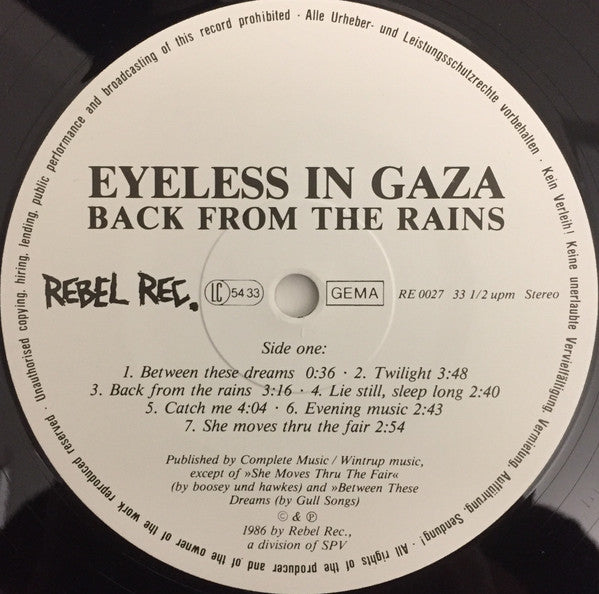 EYELESS IN GAZA
BACK FROM THE RAINS
REBEL REC.
LC 5433
GEMA
RE 0027 33 1/2 upm Stereo
Side one:
1. Between these dreams 0:36 · 2. Twilight 3:48
3. Back from the rains 3:16 · 4. Lie still, sleep long 2:40
5. Catch me 4:04 · 6. Evening music 2:43
7. She moves thru the fair 2:54
Published by Complete Music / Wintrup music,
except of »She Moves Thru The Fair«
(by boosey und hawkes) and »Between These
Dreams (by Gull Songs)
© & ℗
1986 by Rebel Rec.,
a division of SPV
· Alle Urheber- und Leistungsschutzrechte vorbehalten · Kein Verleih! Keine unerlaubte Vervielfältigung, Vermietung, Aufführung, Sendung! · All rights of the producer and of the owner of the work reproduced reserved · Unauthorised copying, hiring, lending, public performance and broadcasting of this record prohibited